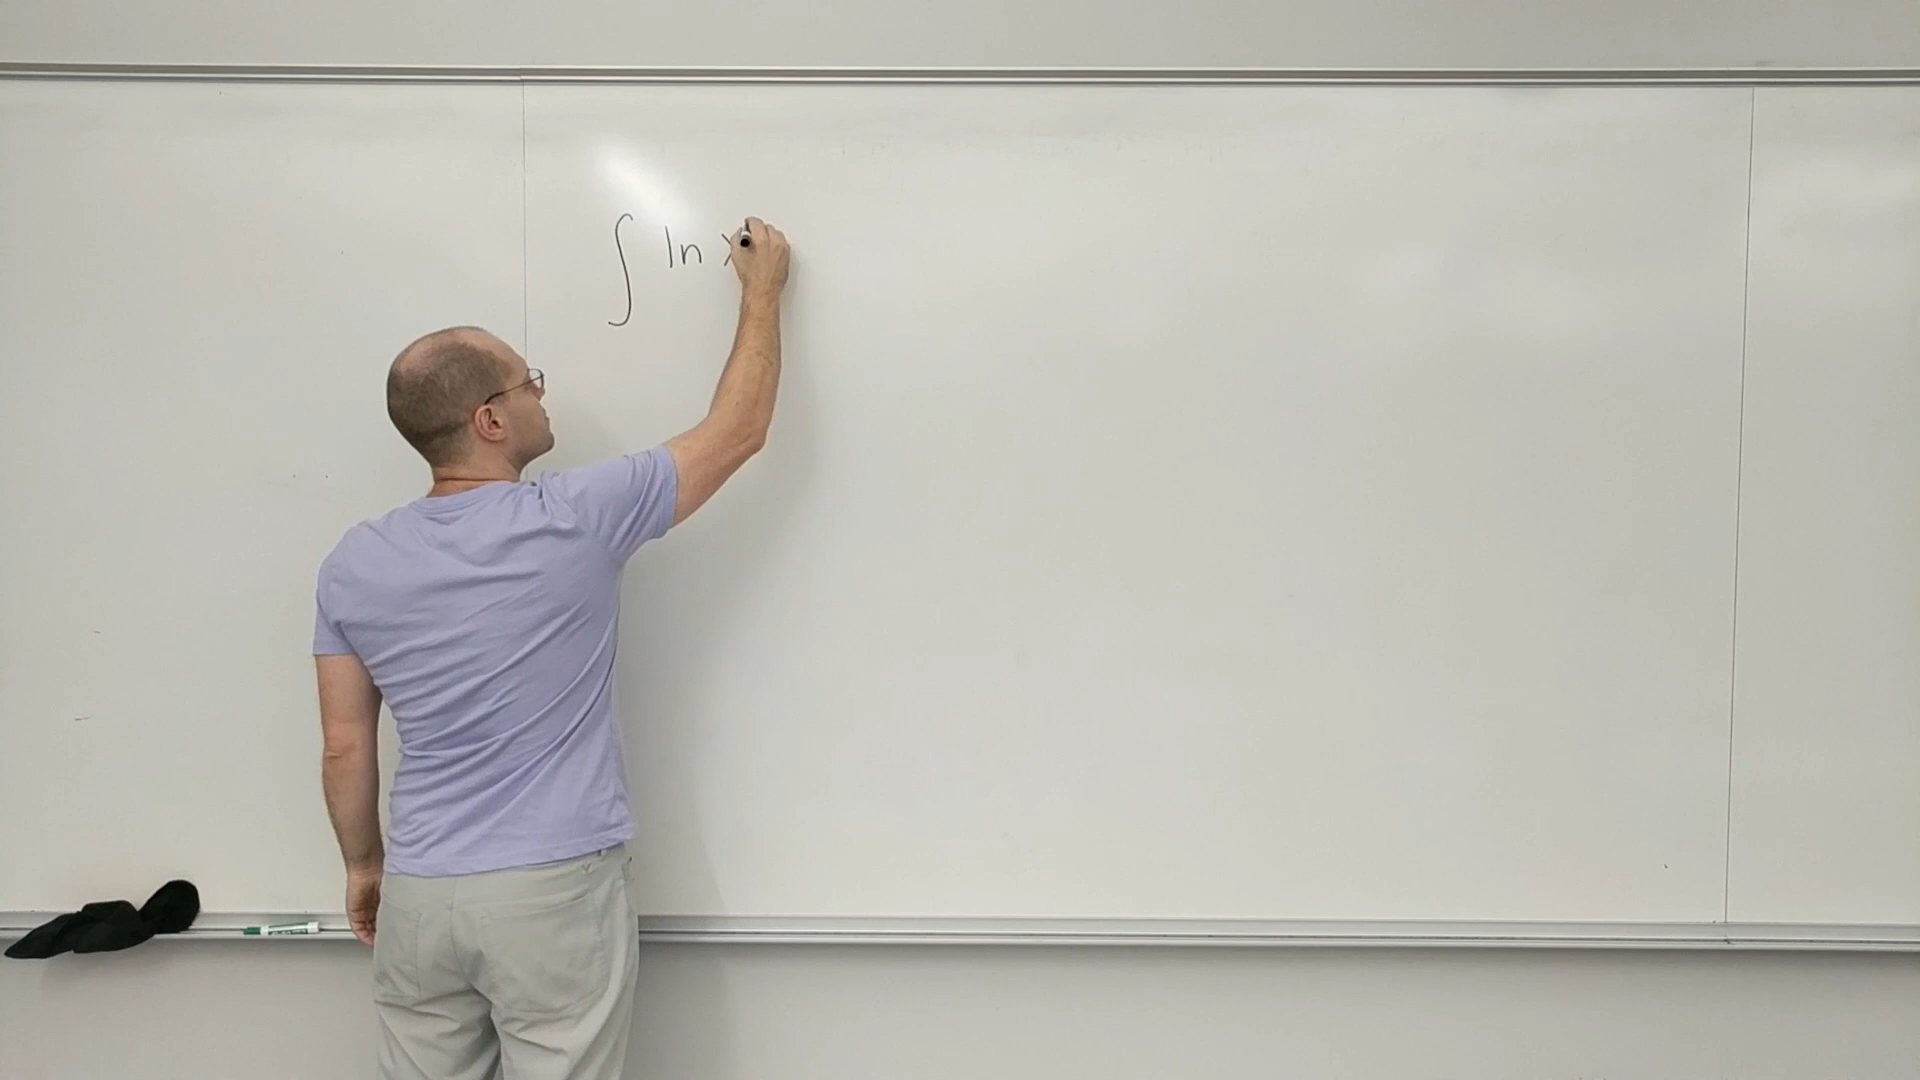 ∫ ln x